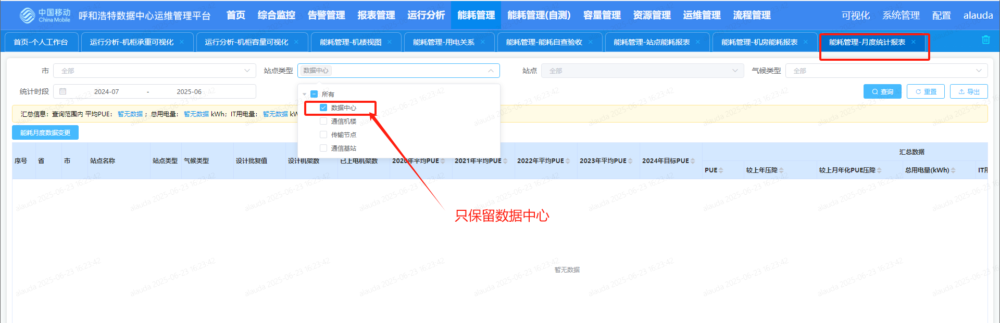 中国移动
China Mobile
呼和浩特数据中心运维管理平台 首页 综合监控 告警管理 报表管理 运行分析 能耗管理 能耗管理(自测) 容量管理 资源管理 运维管理 流程管理 可视化 系统管理 配置 alauda
首页-个人工作台 运行分析-机柜承重可视化 × 运行分析-机柜容量可视化 × 能耗管理-机楼视图 × 能耗管理-用电关系 × 能耗管理-能耗自查验收 × 能耗管理-站点能耗报表 × 能耗管理-机房能耗报表 × 能耗管理-月度统计报表 ×
市 全部 站点类型 数据中心 站点 全部 气候类型 全部
统计时段 2024-07 - 2025-06 查询 重置 导出
所有
数据中心
通信机楼
传输节点
通信基站
汇总信息：查询范围内 平均PUE： 暂无数据 ；总用电量： 暂无数据 kWh；IT用电量： 暂无数据 kW
能耗月度数据变更
序号 省 市 站点名称 站点类型 气候类型 设计批复值 设计机架数 已上电机架数 2020年平均PUE 2021年平均PUE 2022年平均PUE 2023年平均PUE 2024年目标PUE 汇总数据
PUE 较上年压降 较上月年化PUE压降 总用电量(kWh) IT用
只保留数据中心
暂无数据
alauda 2025-06-23 16:23:42